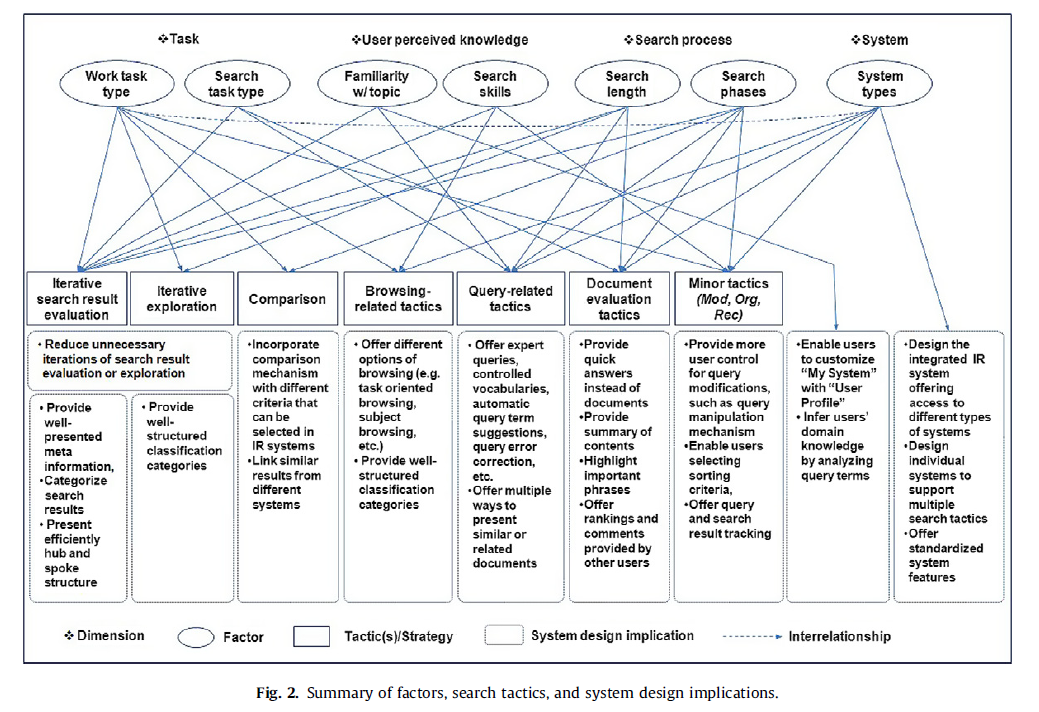 ❖Task
❖User perceived knowledge
❖Search process
❖System
Work task
type
Search
task type
Familiarity
w/ topic
Search
skills
Search
length
Search
phases
System
types
Iterative
search result
evaluation
Iterative
exploration
Comparison
Browsing-
related tactics
Query-related
tactics
Document
evaluation
tactics
Minor tactics
(Mod, Org,
Rec)
• Reduce unnecessary
iterations of search result
evaluation or exploration
• Provide
well-
presented
meta
information,
• Categorize
search
results
• Present
efficiently
hub and
spoke
structure
• Provide
well-
structured
classification
categories
•Incorporate
comparison
mechanism
with different
criteria that
can be
selected in
IR systems
•Link similar
results from
different
systems
• Offer different
options of
browsing (e.g.
task oriented
browsing,
subject
browsing,
etc.)
• Provide well-
structured
classification
categories
• Offer expert
queries,
controlled
vocabularies,
automatic
query term
suggestions,
query error
correction,
etc.
•Offer multiple
ways to
present
similar or
related
documents
•Provide
quick
answers
instead of
documents
•Provide
summary of
contents
•Highlight
important
phrases
•Offer
rankings and
comments
provided by
other users
•Provide more
user control
for query
modifications,
such as query
manipulation
mechanism
•Enable users
selecting
sorting
criteria,
•Offer query
and search
result tracking
•Enable users
to customize
“My System”
with “User
Profile”
• Infer users’
domain
knowledge
by analyzing
query terms
•Design the
integrated IR
system
offering
access to
different types
of systems
•Design
individual
systems to
support
multiple
search tactics
•Offer
standardized
system
features
❖ Dimension
Factor
Tactic(s)/Strategy
System design implication
Interrelationship
Fig. 2. Summary of factors, search tactics, and system design implications.